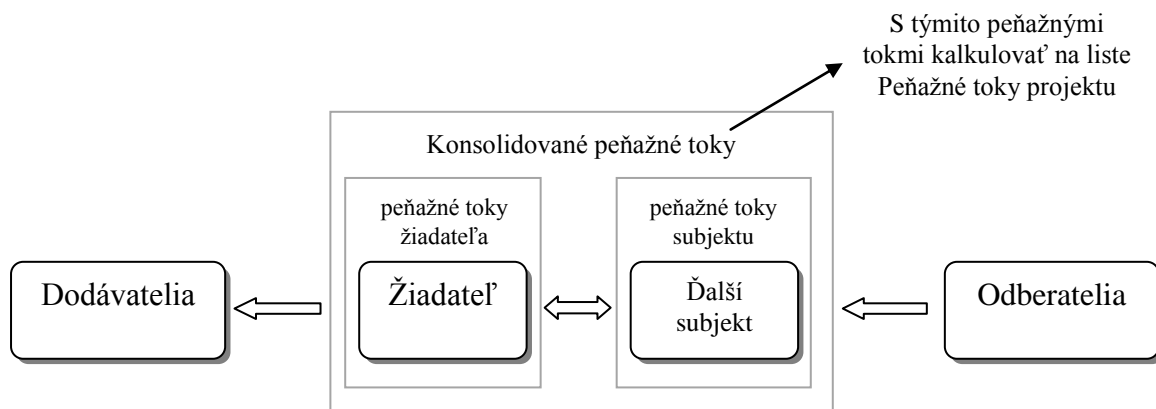 S týmito peňažnými
tokmi kalkulovať na liste
Peňažné toky projektu
Konsolidované peňažné toky
peňažné toky
žiadateľa
peňažné toky
subjektu
Dodávatelia
Žiadateľ
Ďalší
subjekt
Odberatelia